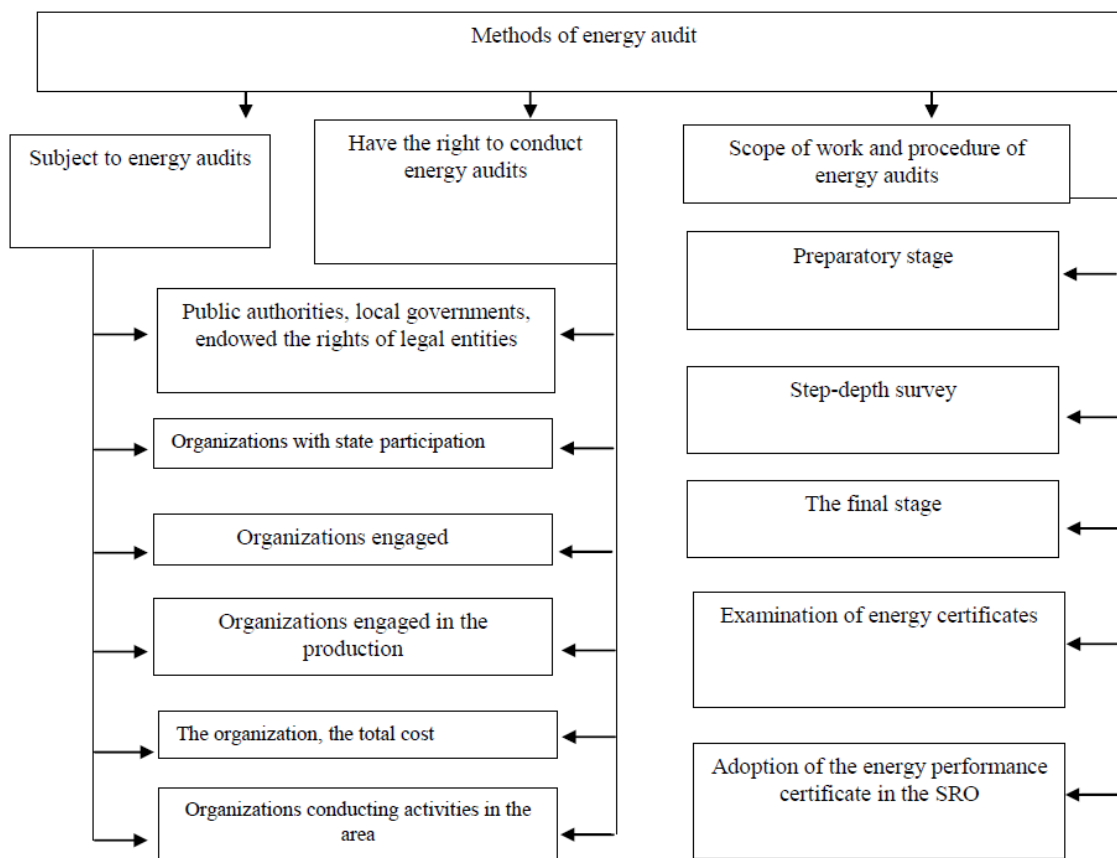 Methods of energy audit
Subject to energy audits
Have the right to conduct
energy audits
Scope of work and procedure of
energy audits
Public authorities, local governments,
endowed the rights of legal entities
Organizations with state participation
Organizations engaged
Organizations engaged in the
production
The organization, the total cost
Organizations conducting activities in the
area
Preparatory stage
Step-depth survey
The final stage
Examination of energy certificates
Adoption of the energy performance
certificate in the SRO